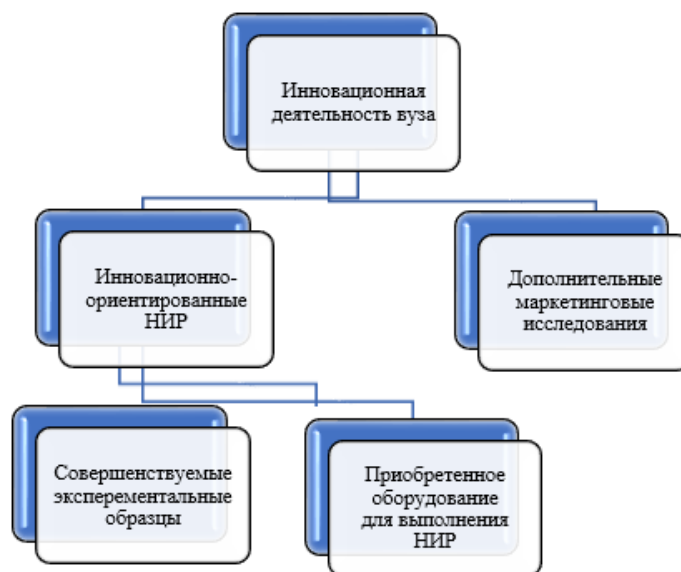 Инновационная
деятельность вуза
Инновационно-
ориентированные
НИР
Дополнительные
маркетинговые
исследования
Совершенствуемые
эксперементальные
образцы
Приобретенное
оборудование
для выполнения
НИР